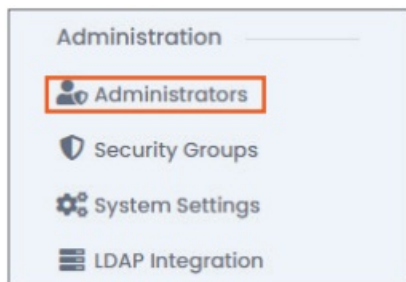 Administration
Administrators
Security Groups
System Settings
LDAP Integration